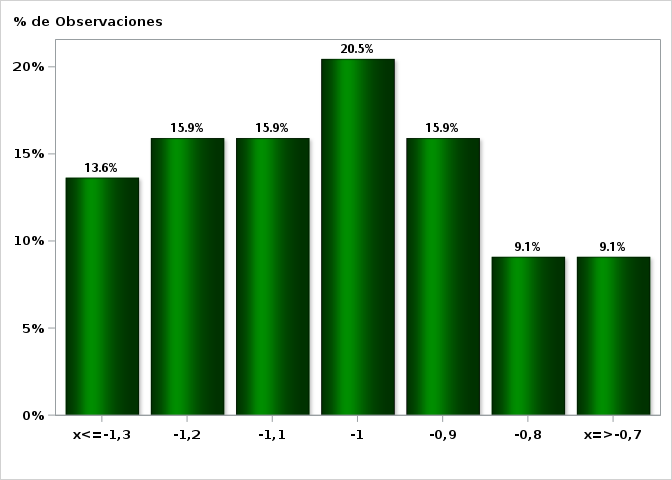 % de Observaciones
20.5%
20%
15.9% 15.9% 15.9%
15%
13.6%
10%
9.1% 9.1%
5%
0%
x<=-1,3 -1,2 -1,1 -1 -0,9 -0,8 x=>-0,7